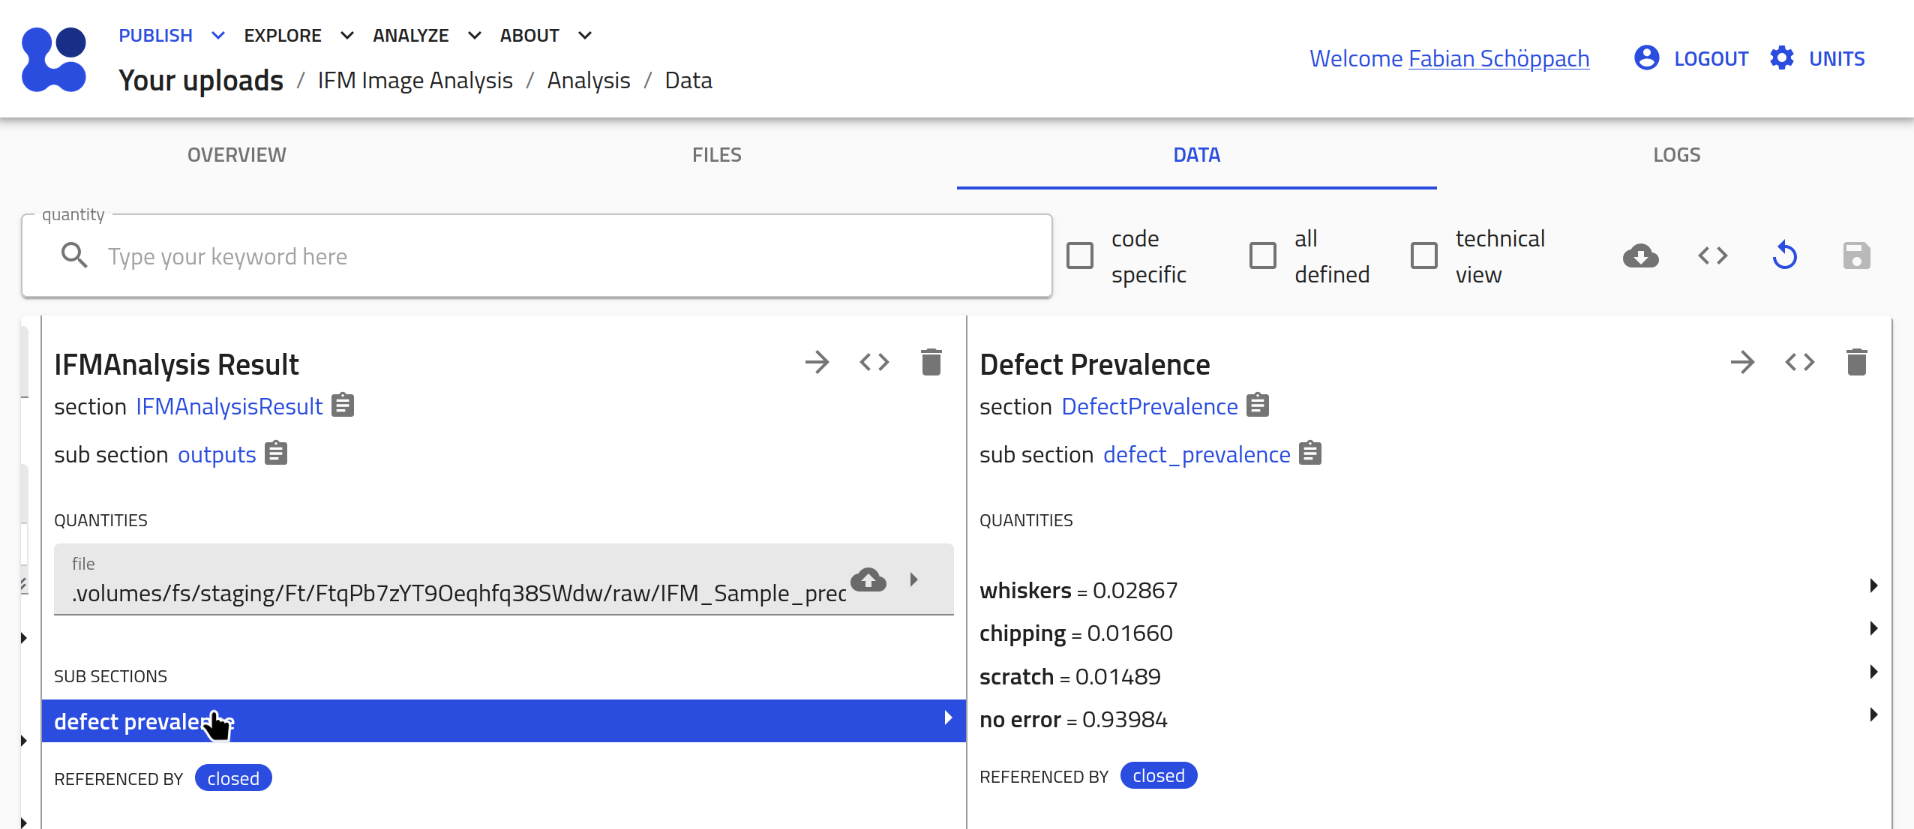 PUBLISH EXPLORE ANALYZE ABOUT
Your uploads / IFM Image Analysis / Analysis / Data
Welcome Fabian Schöppach LOGOUT UNITS
OVERVIEW FILES DATA LOGS
quantity
Type your keyword here
code specific
all defined
technical view
IFMAnalysis Result
section IFMAnalysisResult
sub section outputs
QUANTITIES
file
.volumes/fs/staging/Ft/FtqPb7zYT9Oeqhfq38SWdw/raw/IFM_Sample_prec
SUB SECTIONS
defect prevalence
REFERENCED BY closed
Defect Prevalence
section DefectPrevalence
sub section defect_prevalence
QUANTITIES
whiskers = 0.02867
chipping = 0.01660
scratch = 0.01489
no error = 0.93984
REFERENCED BY closed